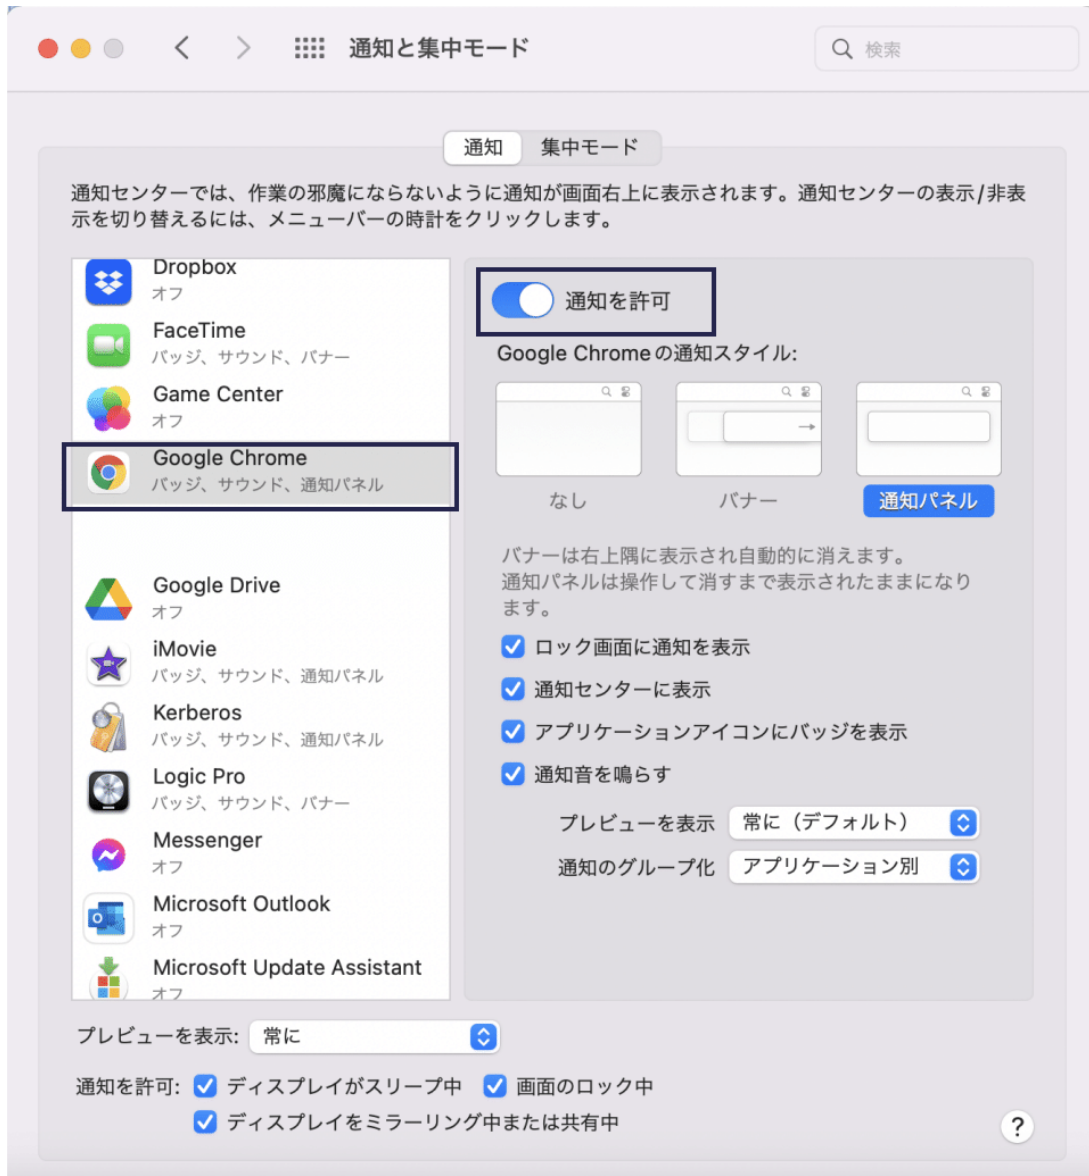 通知と集中モード
検索
通知
集中モード
通知センターでは、作業の邪魔にならないように通知が画面右上に表示されます。通知センターの表示/非表
示を切り替えるには、メニューバーの時計をクリックします。
Dropbox
オフ
FaceTime
バッジ、サウンド、バナー
Game Center
オフ
Google Chrome
バッジ、サウンド、通知パネル
Google Drive
オフ
iMovie
バッジ、サウンド、通知パネル
Kerberos
バッジ、サウンド、通知パネル
Logic Pro
バッジ、サウンド、バナー
Messenger
オフ
Microsoft Outlook
オフ
Microsoft Update Assistant
オフ
通知を許可
Google Chromeの通知スタイル:
なし
バナー
通知パネル
バナーは右上隅に表示され自動的に消えます。
通知パネルは操作して消すまで表示されたままになり
ます。
ロック画面に通知を表示
通知センターに表示
アプリケーションアイコンにバッジを表示
通知音を鳴らす
プレビューを表示 常に（デフォルト）
通知のグループ化 アプリケーション別
プレビューを表示: 常に
通知を許可: ディスプレイがスリープ中 画面のロック中
ディスプレイをミラーリング中または共有中
?